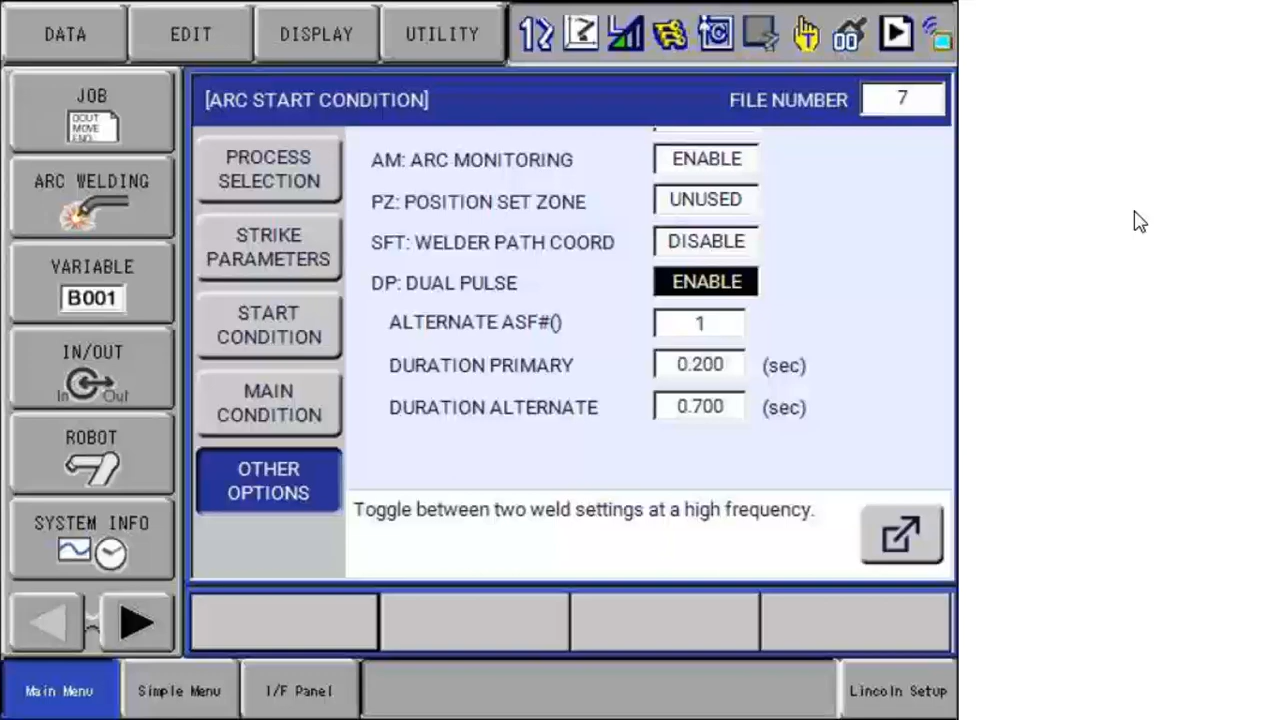 DATA
EDIT
DISPLAY
UTILITY
JOB
DOUT
MOVE
END
ARC WELDING
VARIABLE
B001
IN/OUT
In
Out
ROBOT
SYSTEM INFO
[ARC START CONDITION]
FILE NUMBER
7
PROCESS
SELECTION
STRIKE
PARAMETERS
START
CONDITION
MAIN
CONDITION
OTHER
OPTIONS
AM: ARC MONITORING
ENABLE
PZ: POSITION SET ZONE
UNUSED
SFT: WELDER PATH COORD
DISABLE
DP: DUAL PULSE
ENABLE
ALTERNATE ASF#()
1
DURATION PRIMARY
0.200
(sec)
DURATION ALTERNATE
0.700
(sec)
Toggle between two weld settings at a high frequency.
Main Menu
Simple Menu
I/F Panel
Lincoln Setup